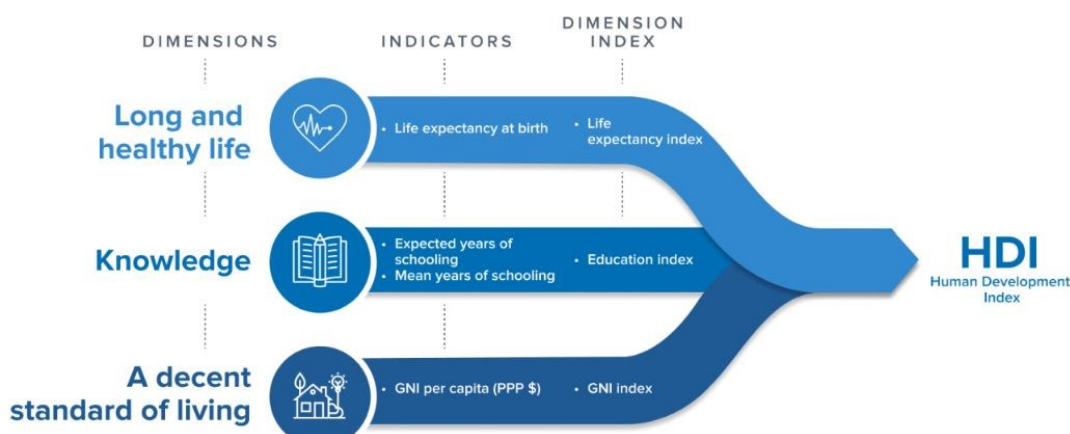 DIMENSIONS
INDICATORS
DIMENSION
INDEX
Long and
healthy life
• Life expectancy at birth
• Life
expectancy index
Knowledge
• Expected years of
schooling
• Mean years of schooling
• Education index
HDI
Human Development
Index
A decent
standard of living
• GNI per capita (PPP $)
• GNI index